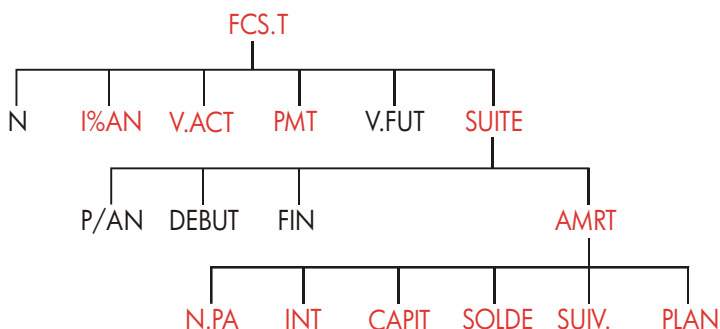 FCS.T
N I%AN V.ACT PMT V.FUT SUITE
P/AN DEBUT FIN AMRT
N.PA INT CAPIT SOLDE SUIV. PLAN